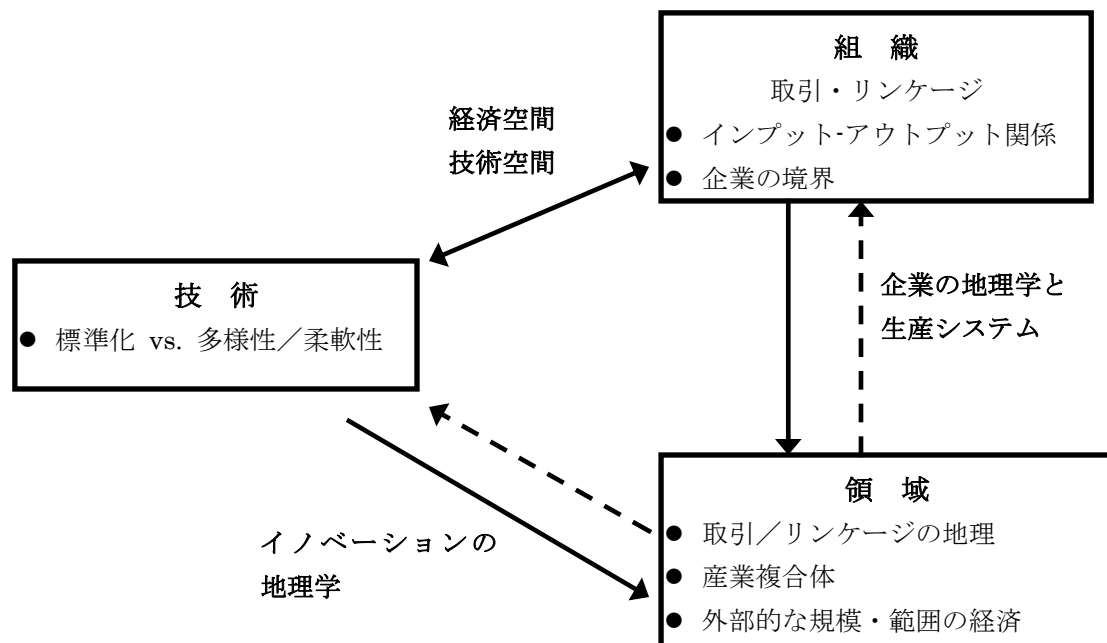 組　織
取引・リンケージ
● インプット-アウトプット関係
● 企業の境界
経済空間
技術空間
技　術
● 標準化 vs. 多様性／柔軟性
企業の地理学と
生産システム
イノベーションの
地理学
領　域
● 取引／リンケージの地理
● 産業複合体
● 外部的な規模・範囲の経済